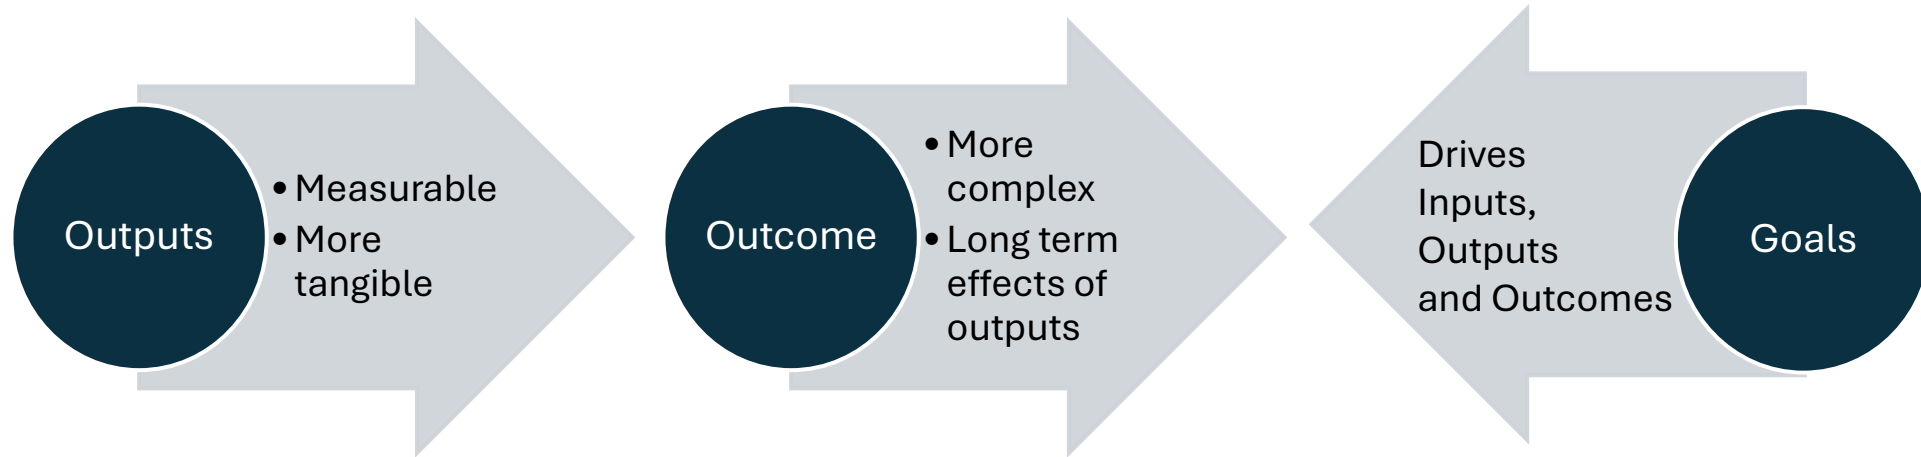 Outputs
• Measurable
• More
tangible
Outcome
• More
complex
• Long term
effects of
outputs
Drives
Inputs,
Outputs
and Outcomes
Goals